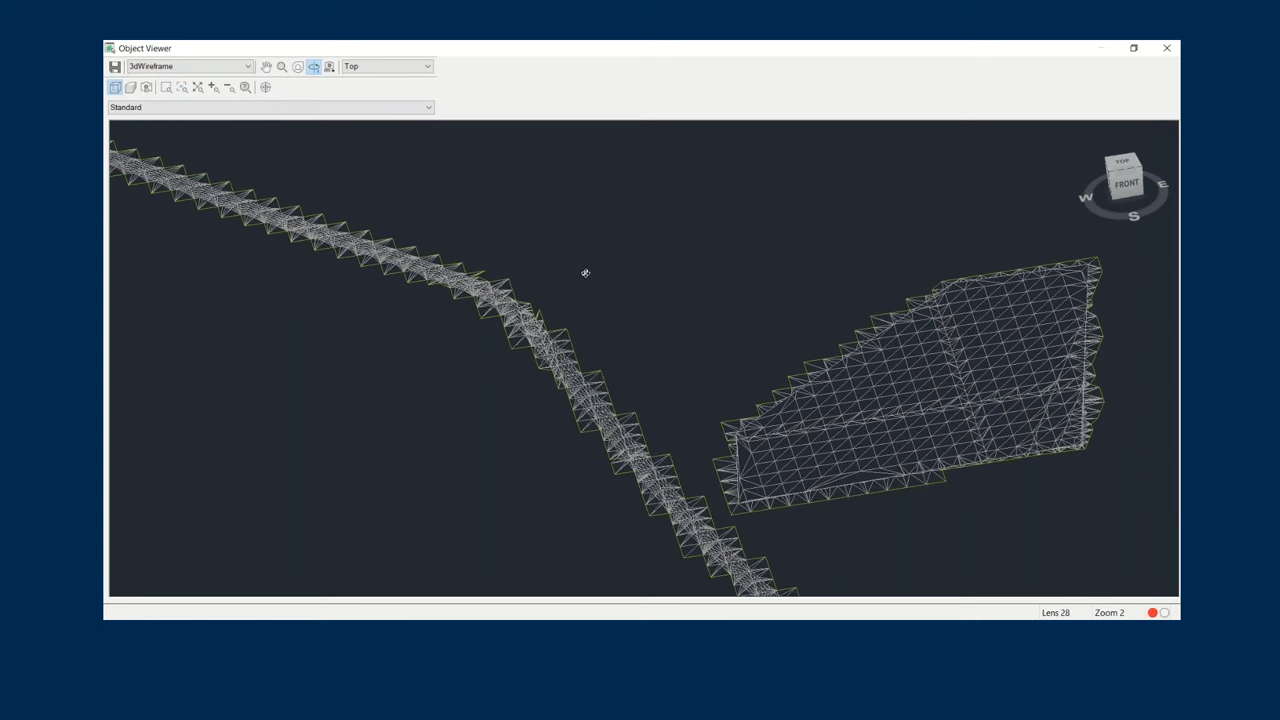 Object Viewer
3dWireframe
Top
Standard
TOP
FRONT
W
E
S
Lens 28
Zoom 2